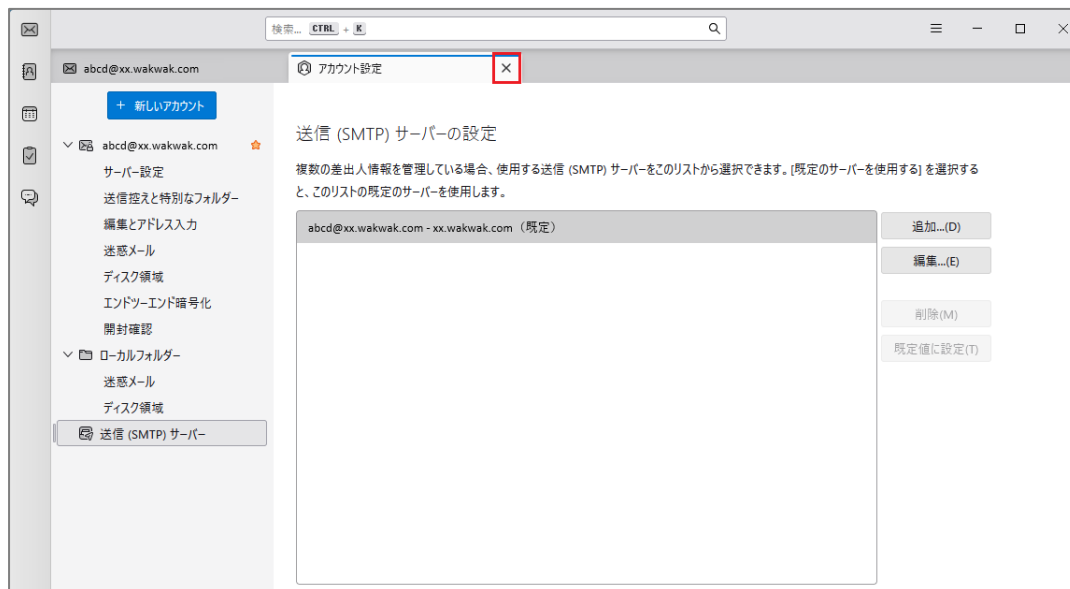 検索... CTRL + K
abcd@xx.wakwak.com
アカウント設定
+ 新しいアカウント
abcd@xx.wakwak.com
サーバー設定
送信控えと特別なフォルダー
編集とアドレス入力
迷惑メール
ディスク領域
エンドツーエンド暗号化
開封確認
ローカルフォルダー
迷惑メール
ディスク領域
送信 (SMTP) サーバー
送信 (SMTP) サーバーの設定
複数の差出人情報を管理している場合、使用する送信 (SMTP) サーバーをこのリストから選択できます。[既定のサーバーを使用する] を選択する
と、このリストの既定のサーバーを使用します。
abcd@xx.wakwak.com - xx.wakwak.com（既定）
追加...(D)
編集...(E)
削除(M)
既定値に設定(T)